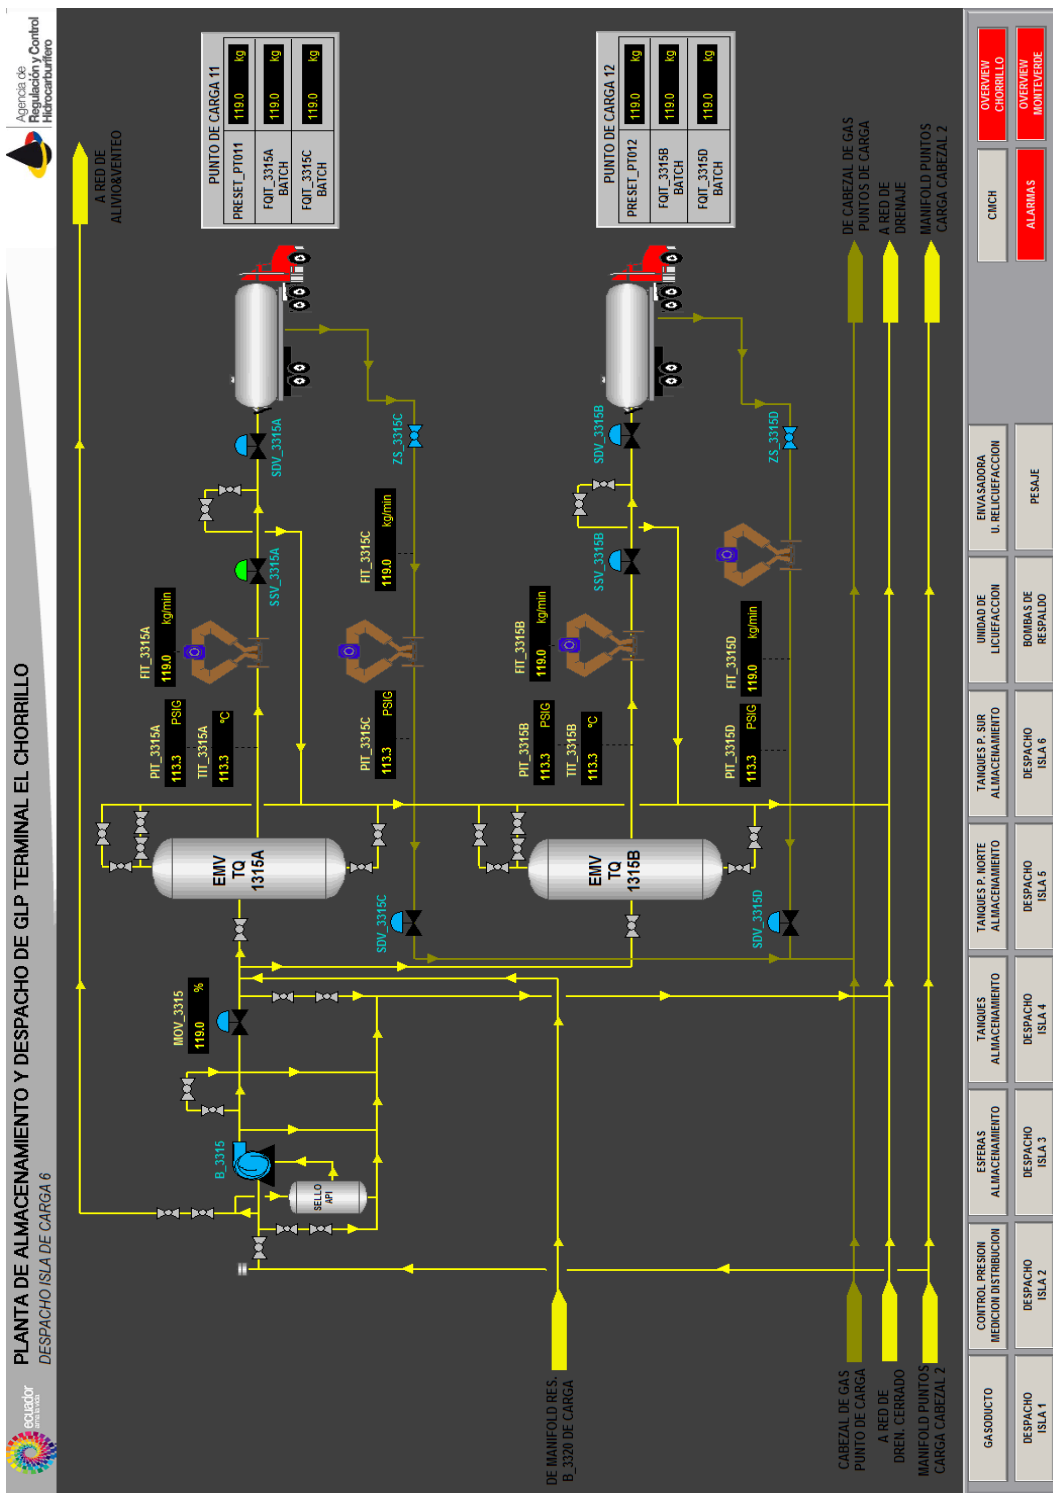 ecuador
ama la vida
PLANTA DE ALMACENAMIENTO Y DESPACHO DE GLP TERMINAL EL CHORRILLO
DESPACHO ISLA DE CARGA 6
Agencia de
Regulación y Control
Hidrocarburífero
A RED DE
ALIVIO&VENTEO
PUNTO DE CARGA 11
PRESET_PT011 119.0 kg
FQIT_3315A
BATCH
119.0 kg
FQIT_3315C
BATCH
119.0 kg
B_3315
SELLO
API
MOV_3315
119.0 %
EMV
TQ
1315A
PIT_3315A
113.3 PSIG
TIT_3315A
113.3 ºC
FIT_3315A
119.0 kg/min
SSV_3315A
SDV_3315A
SDV_3315C
PIT_3315C
113.3 PSIG
FIT_3315C
119.0 kg/min
ZS_3315C
PUNTO DE CARGA 12
PRESET_PT012 119.0 kg
FQIT_3315B
BATCH
119.0 kg
FQIT_3315D
BATCH
119.0 kg
EMV
TQ
1315B
PIT_3315B
113.3 PSIG
TIT_3315B
113.3 ºC
FIT_3315B
119.0 kg/min
SSV_3315B
SDV_3315B
SDV_3315D
PIT_3315D
113.3 PSIG
FIT_3315D
119.0 kg/min
ZS_3315D
DE MANIFOLD RES.
B_3320 DE CARGA
CABEZAL DE GAS
PUNTO DE CARGA
A RED DE
DREN. CERRADO
MANIFOLD PUNTOS
CARGA CABEZAL 2
DE CABEZAL DE GAS
PUNTOS DE CARGA
A RED DE
DRENAJE
MANIFOLD PUNTOS
CARGA CABEZAL 2
GASODUCTO
CONTROL PRESION
MEDICION DISTRIBUCION
ESFERAS
ALMACENAMIENTO
TANQUES
ALMACENAMIENTO
TANQUES P. NORTE
ALMACENAMIENTO
TANQUES P. SUR
ALMACENAMIENTO
UNIDAD DE
LICUEFACCION
ENVASADORA
U. RELICUEFACCION
CMCH
OVERVIEW
CHORRILLO
DESPACHO
ISLA 1
DESPACHO
ISLA 2
DESPACHO
ISLA 3
DESPACHO
ISLA 4
DESPACHO
ISLA 5
DESPACHO
ISLA 6
BOMBAS DE
RESPALDO
PESAJE
ALARMAS
OVERVIEW
MONTEVERDE